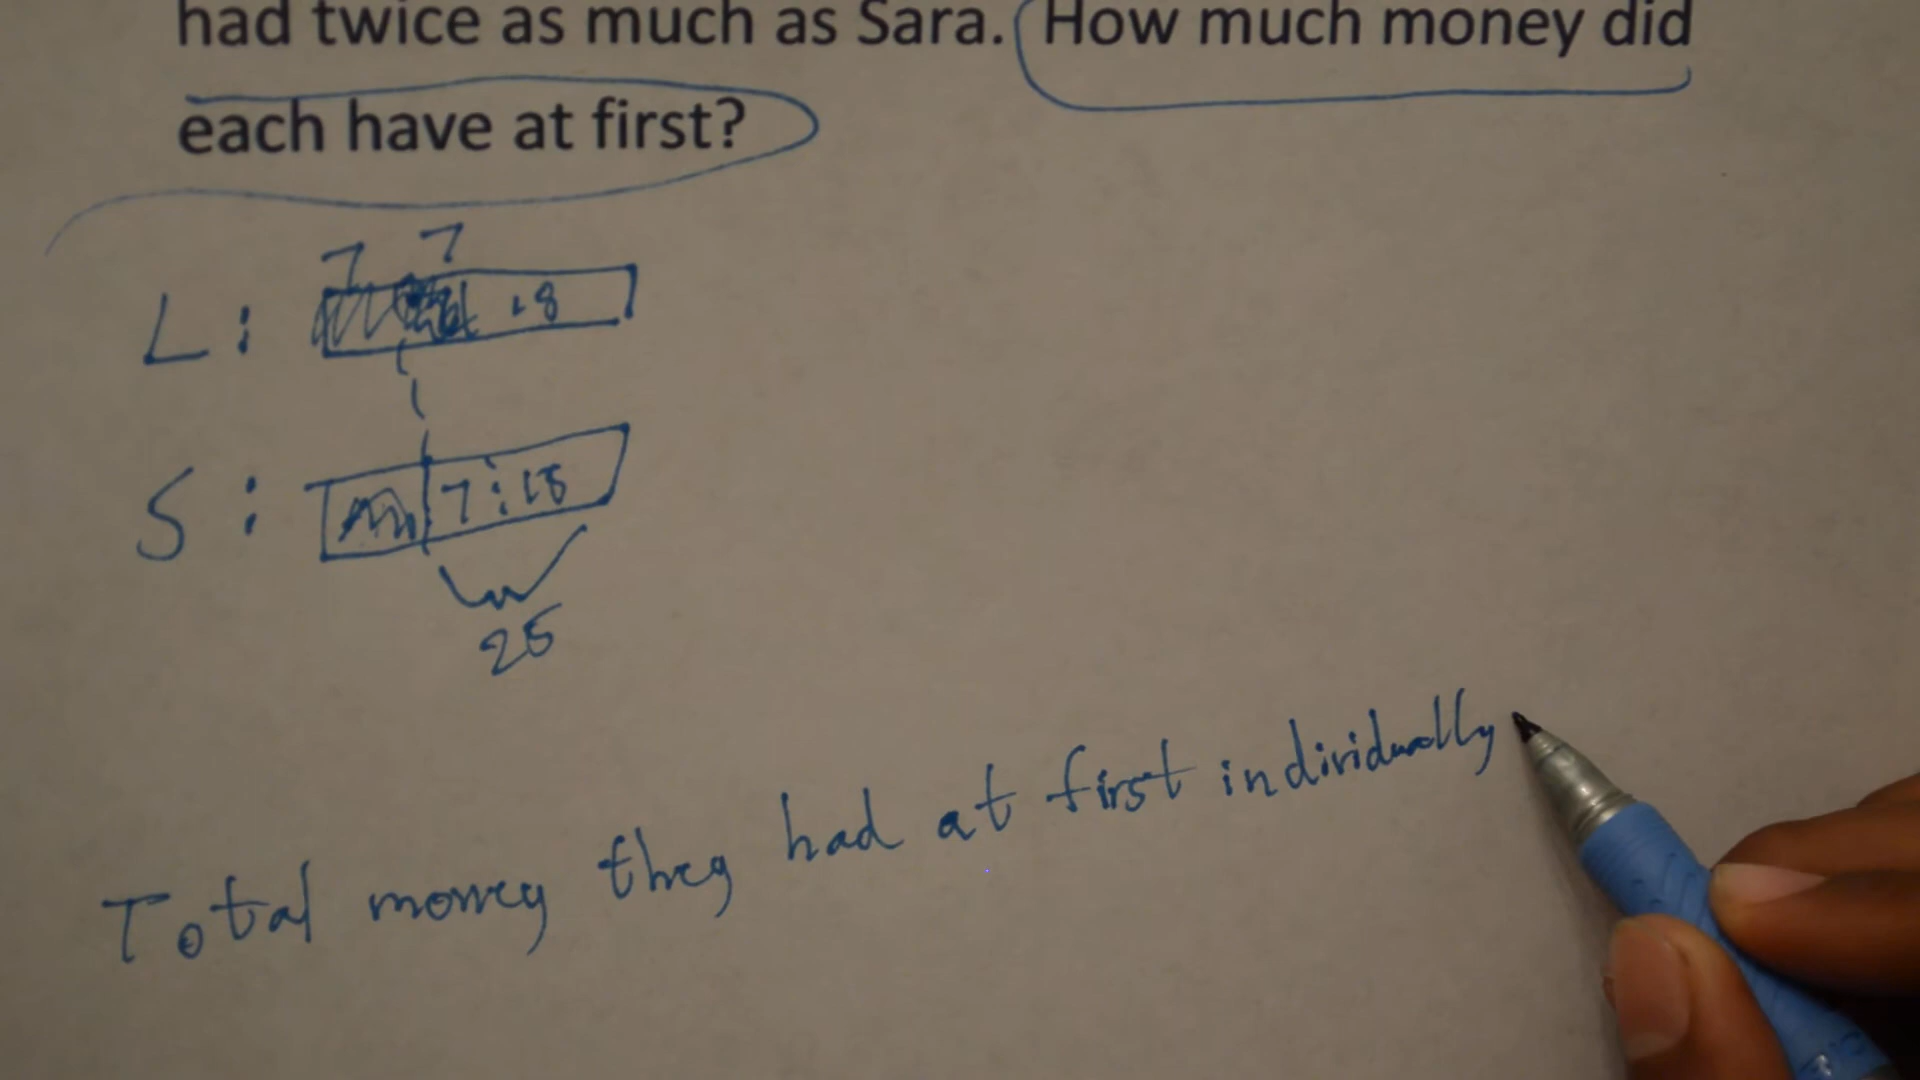 had twice as much as Sara. How much money did
each have at first?
7 7
L: 18
S: 7 : 18
25
Total money they had at first individually